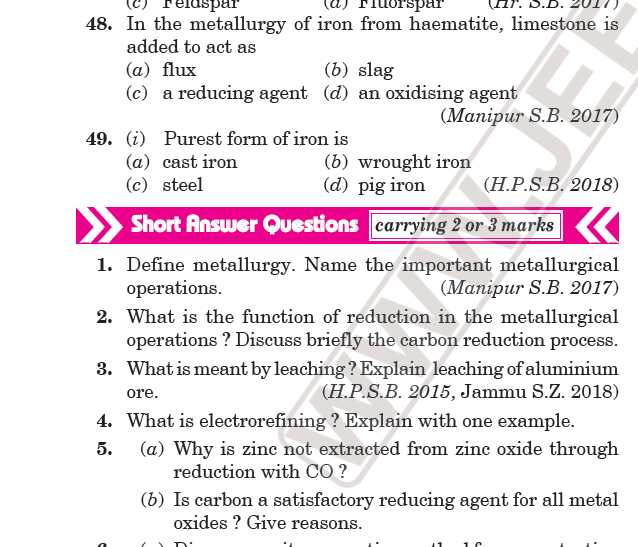 (c) Feldspar (d) Fluorspar (Hr. S.B. 2017)
48. In the metallurgy of iron from haematite, limestone is
added to act as
(a) flux (b) slag
(c) a reducing agent (d) an oxidising agent
(Manipur S.B. 2017)
49. (i) Purest form of iron is
(a) cast iron (b) wrought iron
(c) steel (d) pig iron (H.P.S.B. 2018)
Short Answer Questions carrying 2 or 3 marks
1. Define metallurgy. Name the important metallurgical
operations. (Manipur S.B. 2017)
2. What is the function of reduction in the metallurgical
operations ? Discuss briefly the carbon reduction process.
3. What is meant by leaching ? Explain leaching of aluminium
ore. (H.P.S.B. 2015, Jammu S.Z. 2018)
4. What is electrorefining ? Explain with one example.
5. (a) Why is zinc not extracted from zinc oxide through
reduction with CO ?
(b) Is carbon a satisfactory reducing agent for all metal
oxides ? Give reasons.
WWW.JEE